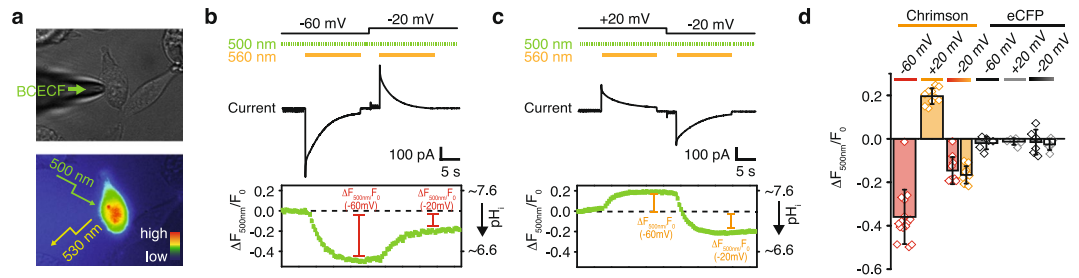 a
BCECF
500 nm
530 nm
high
low
b
-60 mV
-20 mV
500 nm
560 nm
Current
100 pA
5 s
ΔF500nm/F0
0.2
0.0
-0.2
-0.4
ΔF500nm/F0
(-60mV)
ΔF500nm/F0
(-20mV)
~7.6
pHi
~6.6
c
+20 mV
-20 mV
500 nm
560 nm
Current
100 pA
5 s
ΔF500nm/F0
0.2
0.0
-0.2
-0.4
ΔF500nm/F0
(-60mV)
ΔF500nm/F0
(-20mV)
~7.6
pHi
~6.6
d
Chrimson
eCFP
-60 mV
+20 mV
-20 mV
-60 mV
+20 mV
-20 mV
ΔF500nm/F0
0.2
-0.0
-0.2
-0.4
-0.6